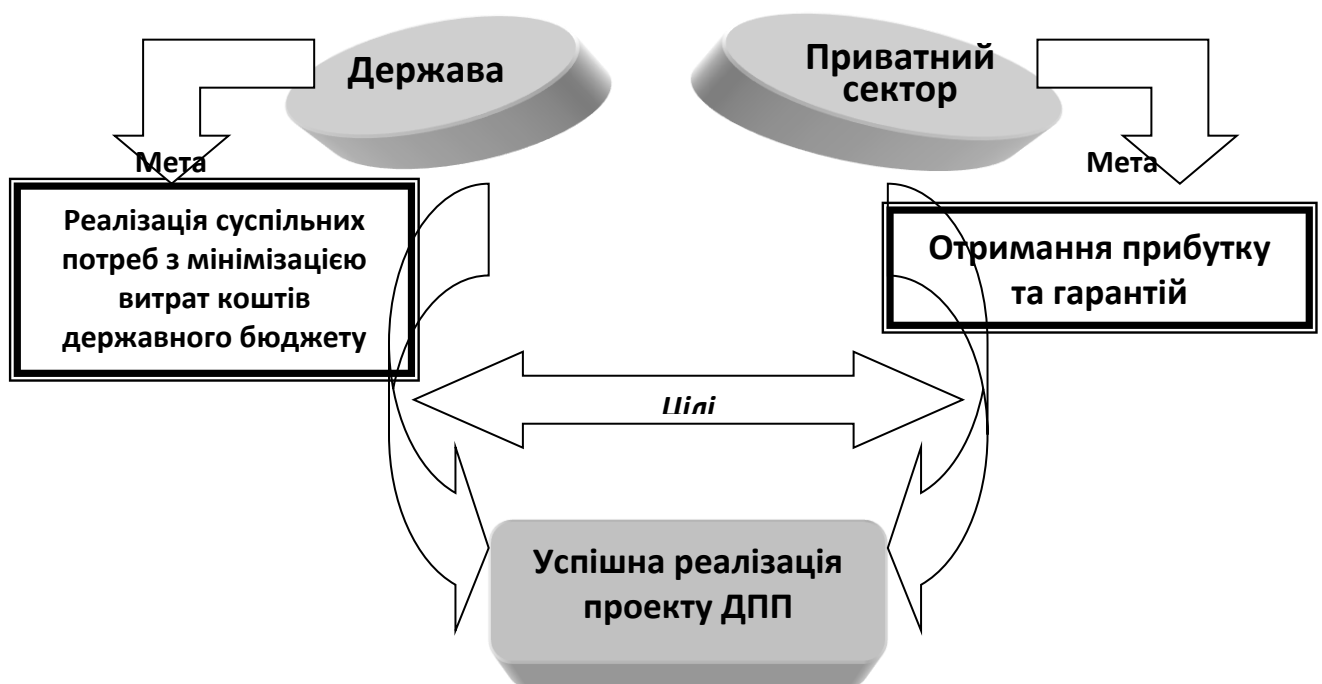 Держава
Приватний
сектор
Мета
Мета
Реалізація суспільних
потреб з мінімізацією
витрат коштів
державного бюджету
Отримання прибутку
та гарантій
Цілі
Успішна реалізація
проекту ДПП